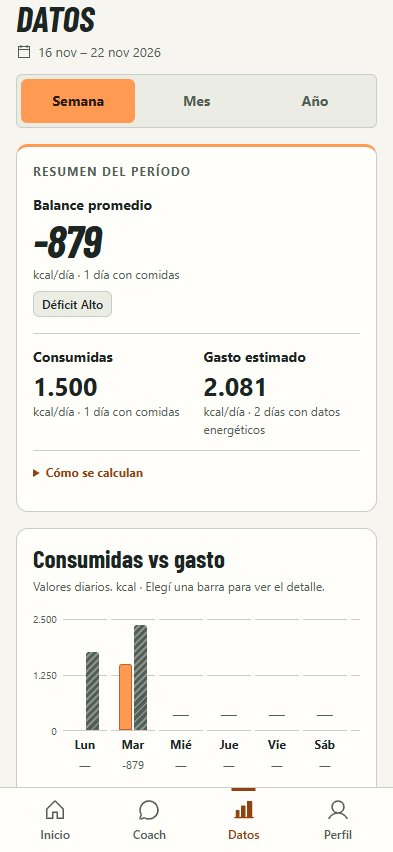 DATOS
16 nov – 22 nov 2026
Semana Mes Año
RESUMEN DEL PERÍODO
Balance promedio
-879
kcal/día · 1 día con comidas
Déficit Alto
Consumidas Gasto estimado
1.500 2.081
kcal/día · 1 día con comidas kcal/día · 2 días con datos
energéticos
Cómo se calculan
Consumidas vs gasto
Valores diarios. kcal · Elegí una barra para ver el detalle.
2.500
1.250
0
— — — —
Lun Mar Mié Jue Vie Sáb
— -879 — — — —
Inicio Coach Datos Perfil